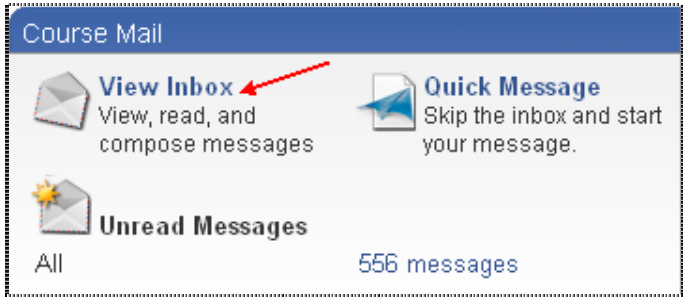 Course Mail
View Inbox
View, read, and
compose messages
Quick Message
Skip the inbox and start
your message.
Unread Messages
All
556 messages